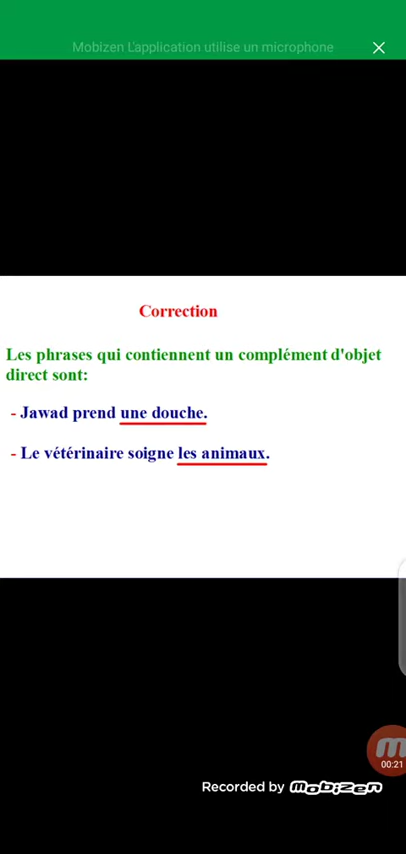 Mobizen L'application utilise un microphone
Correction
Les phrases qui contiennent un complément d'objet
direct sont:
- Jawad prend une douche.
- Le vétérinaire soigne les animaux.
00:21
Recorded by Mobizen